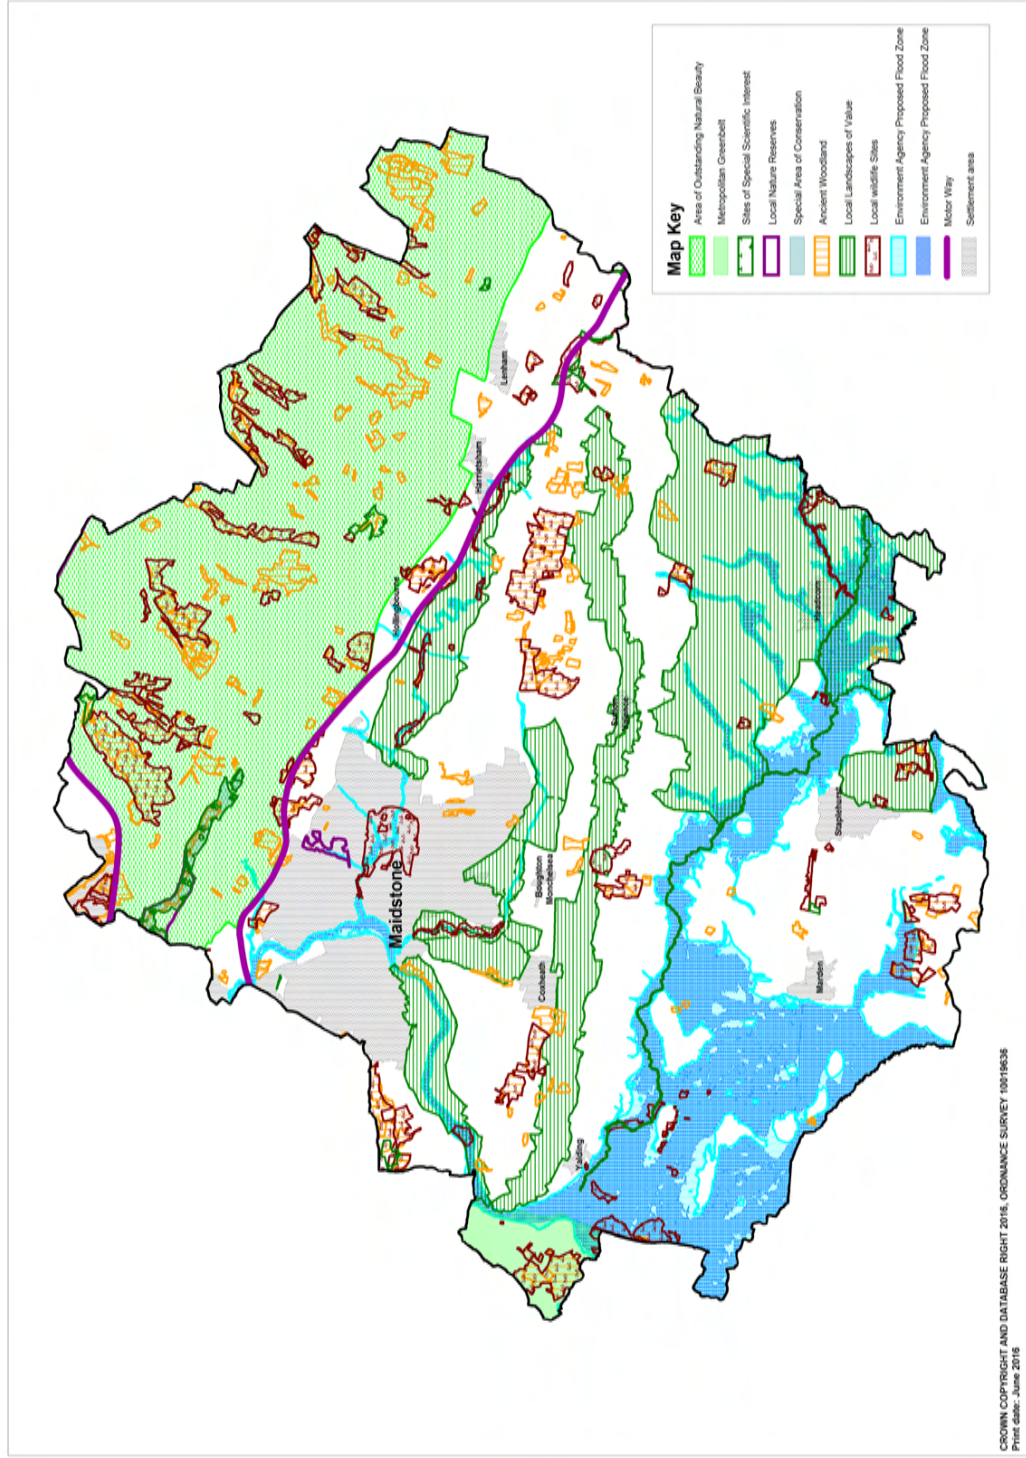 Map Key
Area of Outstanding Natural Beauty
Metropolitan Greenbelt
Sites of Special Scientific Interest
Local Nature Reserves
Special Area of Conservation
Ancient Woodland
Local Landscapes of Value
Local wildlife Sites
Environment Agency Proposed Flood Zone
Environment Agency Proposed Flood Zone
Motor Way
Settlement area
Lenham
Harrietsham
Hollingbourne
Maidstone
Boughton
Monchelsea
Coxheath
Yalding
Marden
Staplehurst
Headcorn
CROWN COPYRIGHT AND DATABASE RIGHT 2016, ORDNANCE SURVEY 10019636
Print date: June 2016